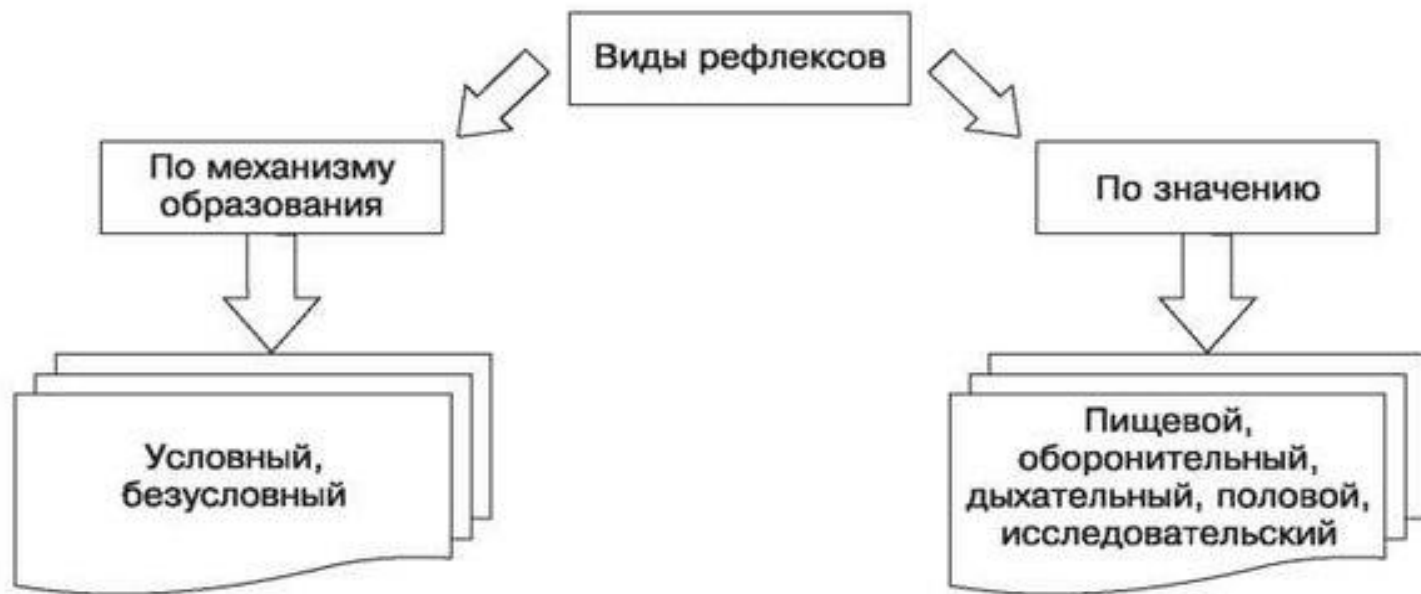 Виды рефлексов
По механизму
образования
По значению
Условный,
безусловный
Пищевой,
оборонительный,
дыхательный, половой,
исследовательский